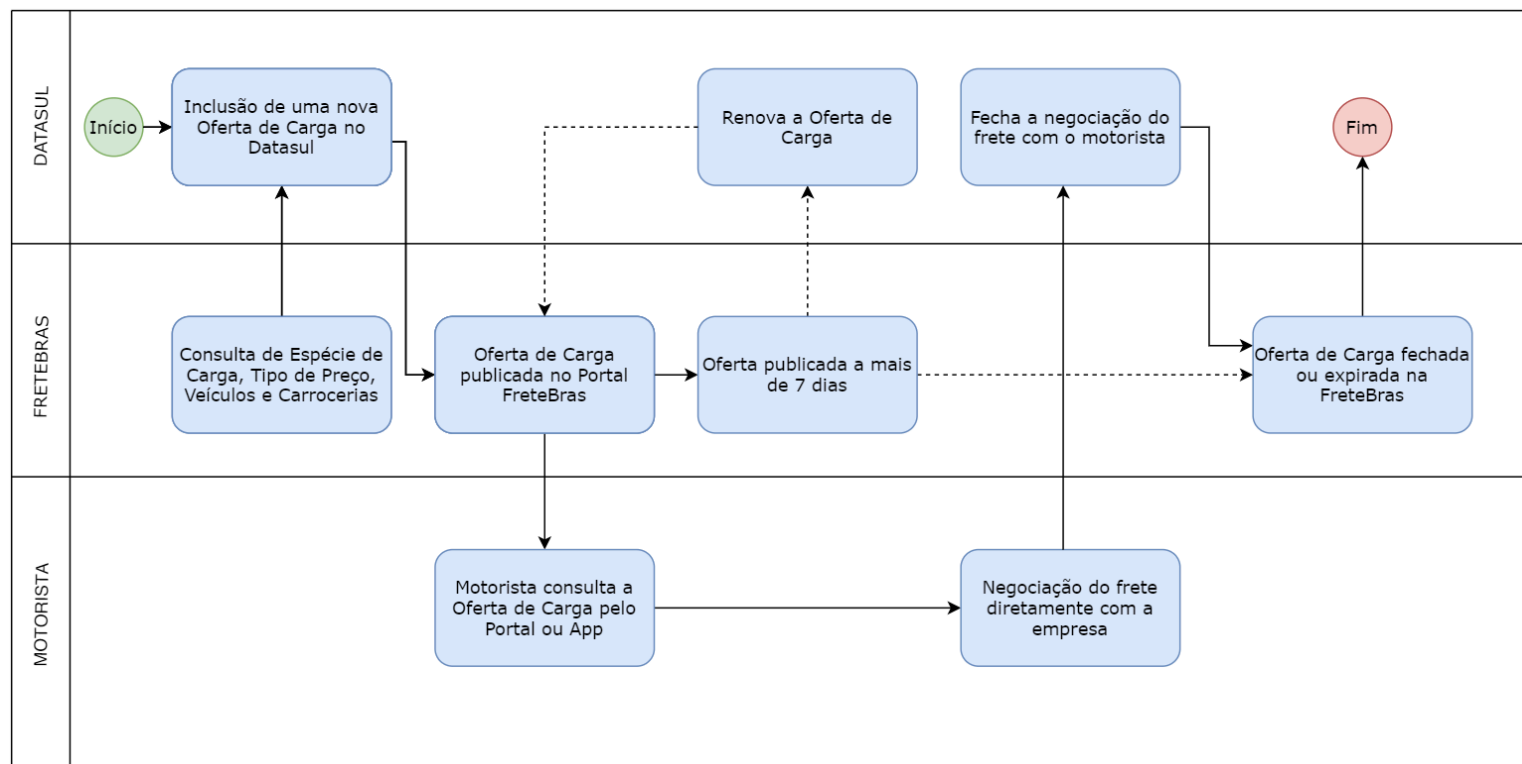 DATASUL
Início
Inclusão de uma nova
Oferta de Carga no
Datasul
Renova a Oferta de
Carga
Fecha a negociação do
frete com o motorista
Fim
FRETEBRAS
Consulta de Espécie de
Carga, Tipo de Preço,
Veículos e Carrocerias
Oferta de Carga
publicada no Portal
FreteBras
Oferta publicada a mais
de 7 dias
Oferta de Carga fechada
ou expirada na
FreteBras
MOTORISTA
Motorista consulta a
Oferta de Carga pelo
Portal ou App
Negociação do frete
diretamente com a
empresa